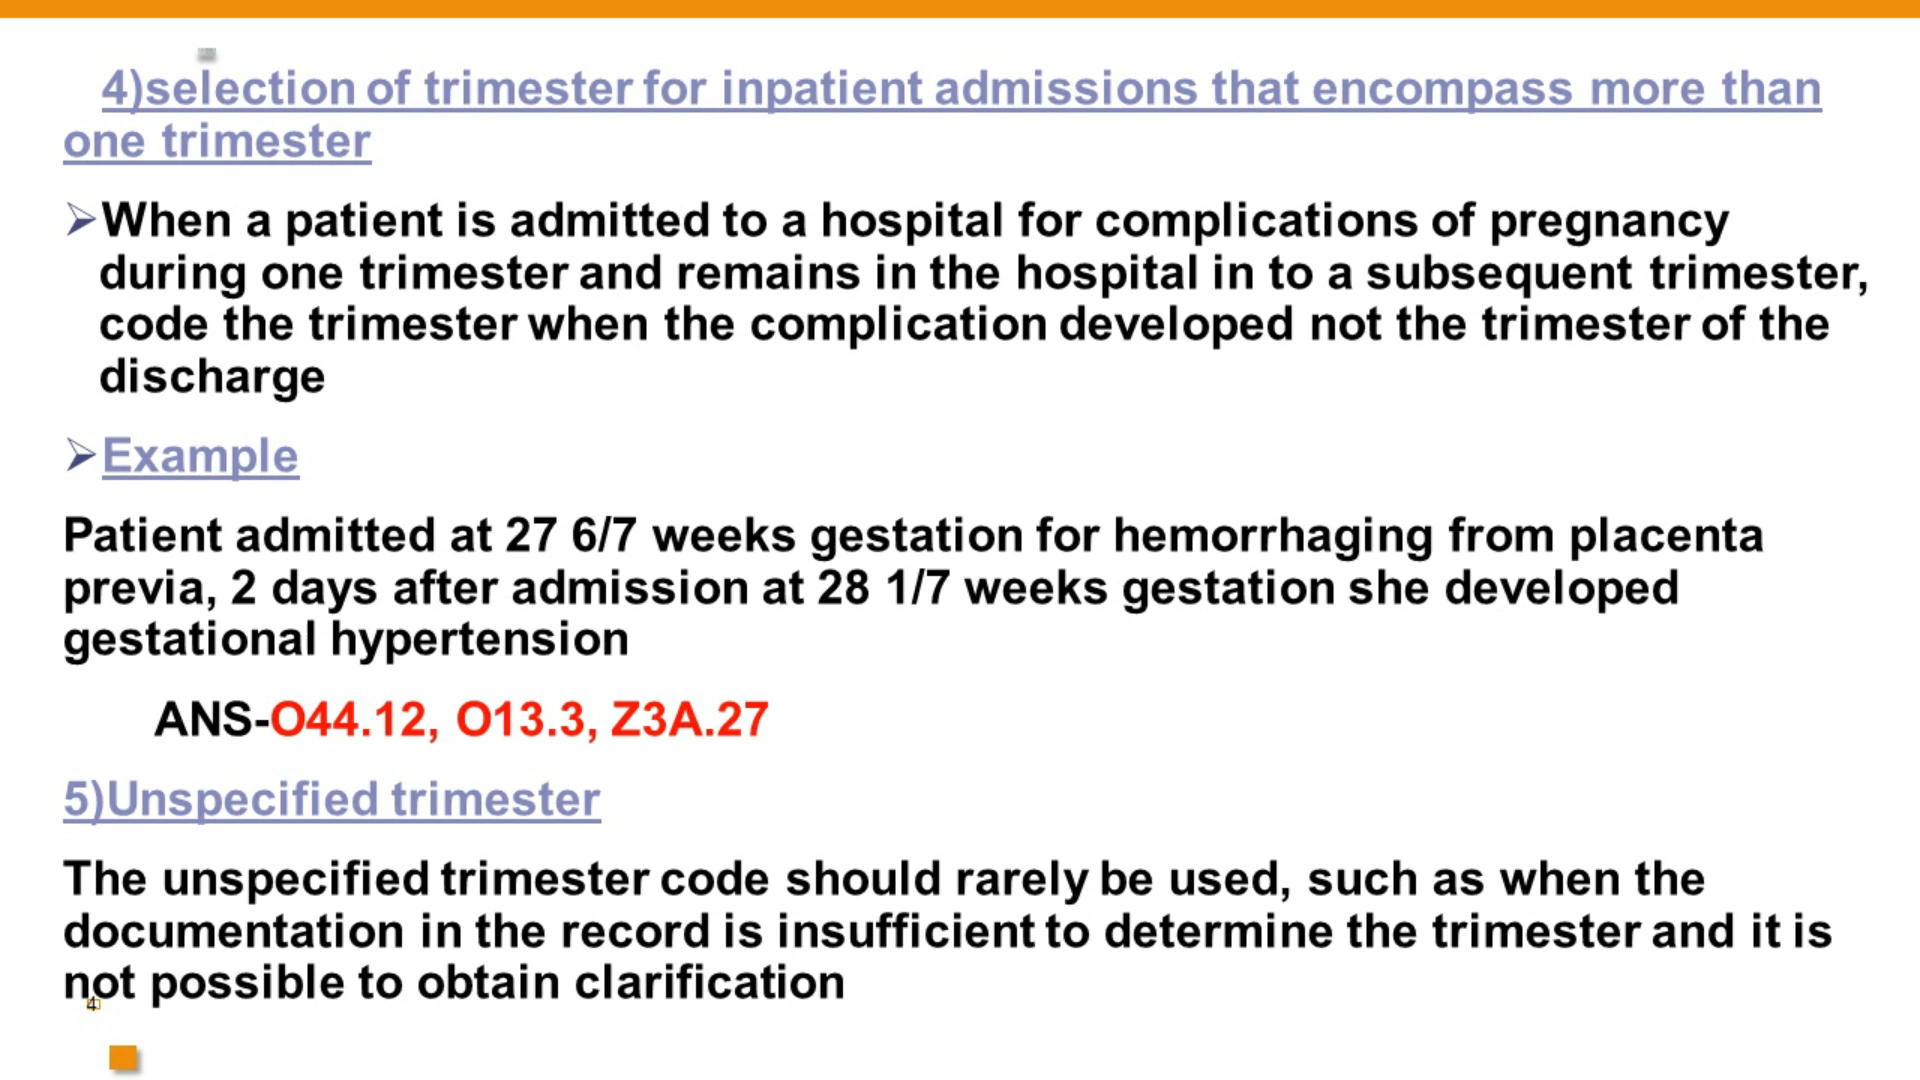 4)selection of trimester for inpatient admissions that encompass more than
one trimester
When a patient is admitted to a hospital for complications of pregnancy
during one trimester and remains in the hospital in to a subsequent trimester,
code the trimester when the complication developed not the trimester of the
discharge
Example
Patient admitted at 27 6/7 weeks gestation for hemorrhaging from placenta
previa, 2 days after admission at 28 1/7 weeks gestation she developed
gestational hypertension
ANS-O44.12, O13.3, Z3A.27
5)Unspecified trimester
The unspecified trimester code should rarely be used, such as when the
documentation in the record is insufficient to determine the trimester and it is
not possible to obtain clarification